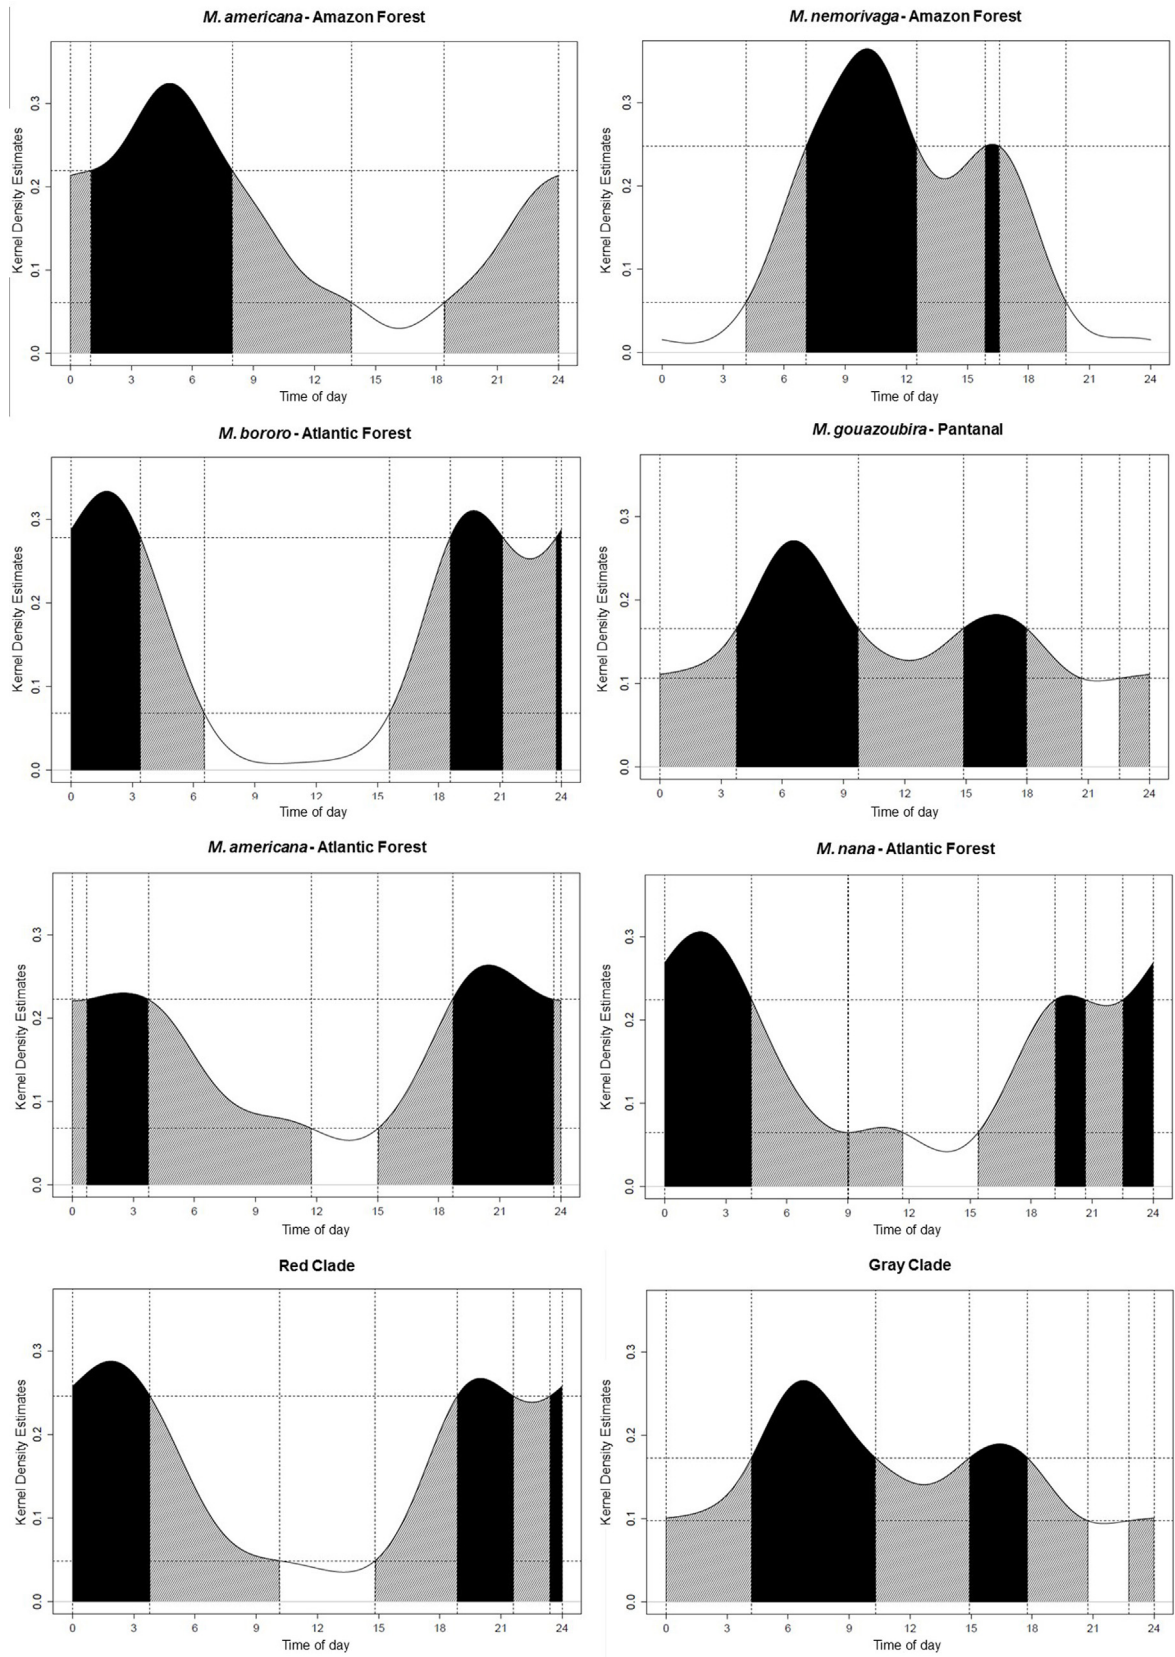 M. americana - Amazon Forest
Kernel Density Estimates
0.0 0.1 0.2 0.3
0 3 6 9 12 15 18 21 24
Time of day
M. nemorivaga - Amazon Forest
Kernel Density Estimates
0.0 0.1 0.2 0.3
0 3 6 9 12 15 18 21 24
Time of day
M. bororo - Atlantic Forest
Kernel Density Estimates
0.0 0.1 0.2 0.3
0 3 6 9 12 15 18 21 24
Time of day
M. gouazoubira - Pantanal
Kernel Density Estimates
0.0 0.1 0.2 0.3
0 3 6 9 12 15 18 21 24
Time of day
M. americana - Atlantic Forest
Kernel Density Estimates
0.0 0.1 0.2 0.3
0 3 6 9 12 15 18 21 24
Time of day
M. nana - Atlantic Forest
Kernel Density Estimates
0.0 0.1 0.2 0.3
0 3 6 9 12 15 18 21 24
Time of day
Red Clade
Kernel Density Estimates
0.0 0.1 0.2 0.3
0 3 6 9 12 15 18 21 24
Time of day
Gray Clade
Kernel Density Estimates
0.0 0.1 0.2 0.3
0 3 6 9 12 15 18 21 24
Time of day